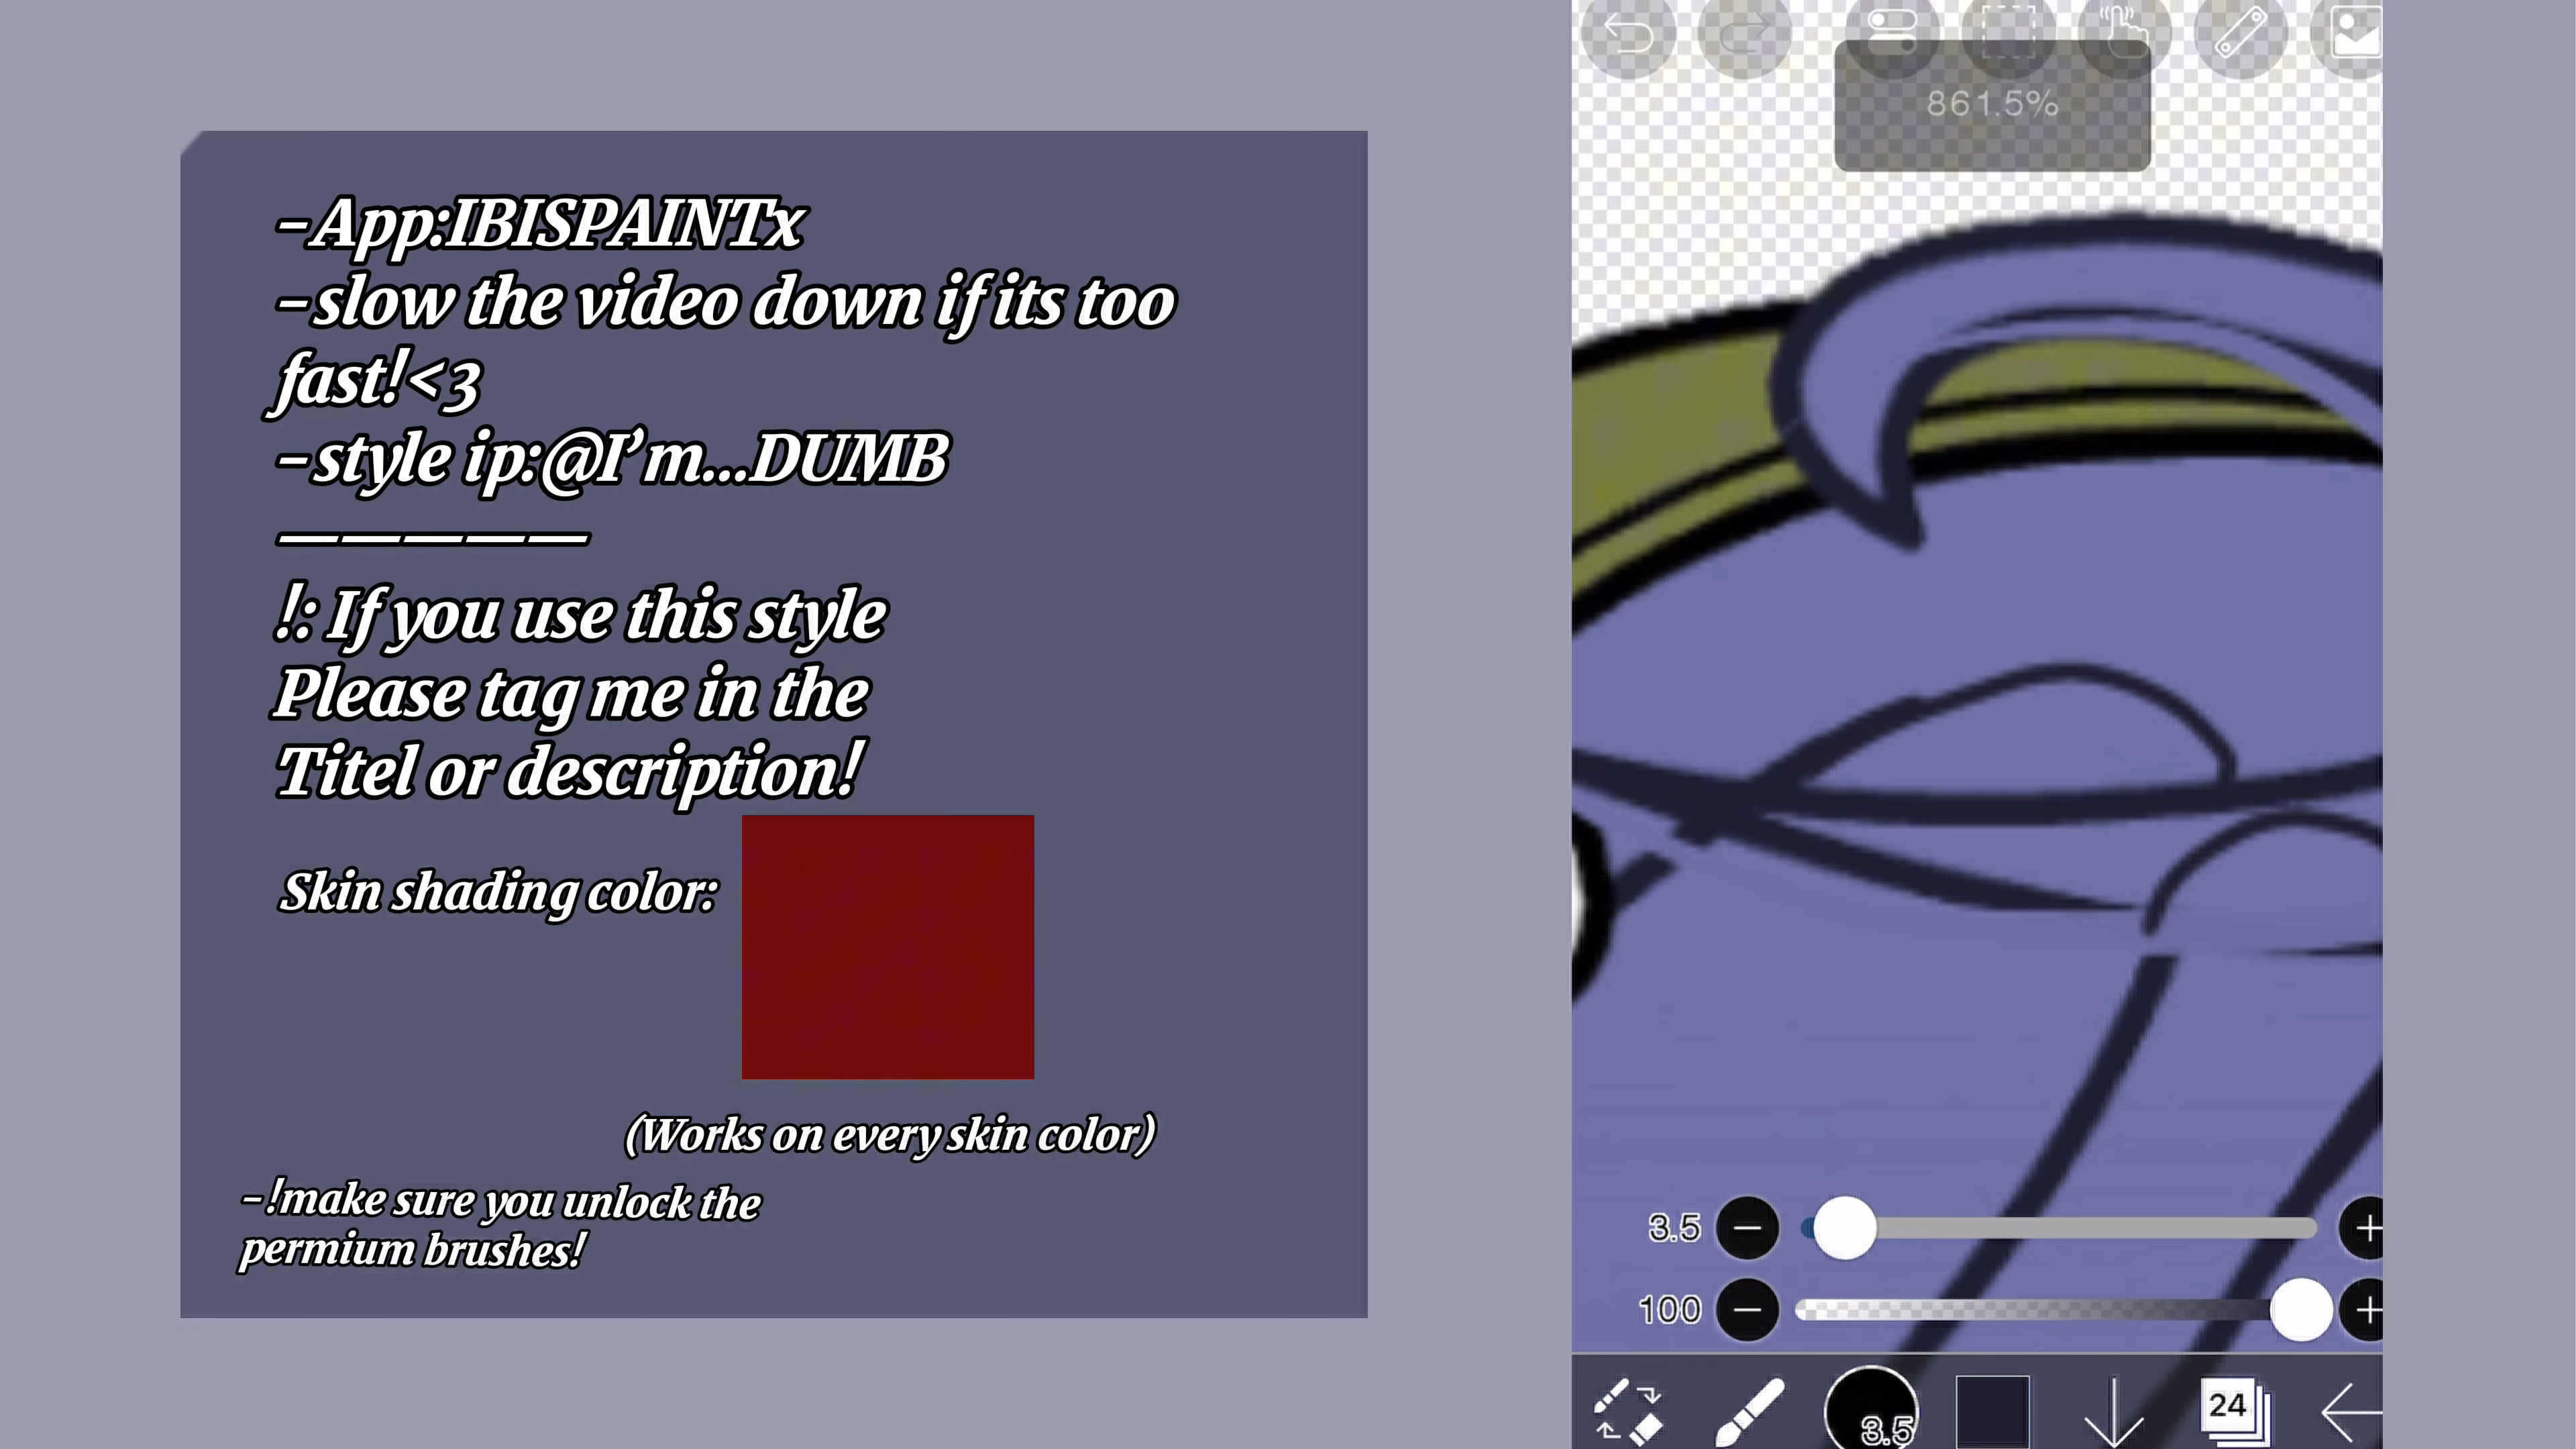 -App:IBISPAINTx
-slow the video down if its too
fast!<3
-style ip:@I'm...DUMB
—————
!: If you use this style
Please tag me in the
Titel or description!
Skin shading color:
(Works on every skin color)
-!make sure you unlock the
permium brushes!
861.5%
3.5
100
3.5
24